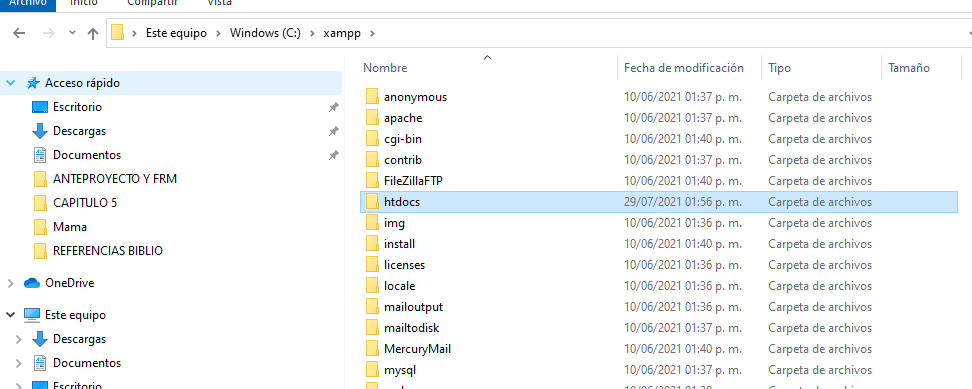 Archivo Inicio Compartir Vista
Este equipo > Windows (C:) > xampp >
Nombre Fecha de modificación Tipo Tamaño
Acceso rápido
Escritorio
Descargas
Documentos
ANTEPROYECTO Y FRM
CAPITULO 5
Mama
REFERENCIAS BIBLIO
OneDrive
Este equipo
Descargas
Documentos
Escritorio
anonymous 10/06/2021 01:37 p. m. Carpeta de archivos
apache 10/06/2021 01:37 p. m. Carpeta de archivos
cgi-bin 10/06/2021 01:40 p. m. Carpeta de archivos
contrib 10/06/2021 01:37 p. m. Carpeta de archivos
FileZillaFTP 10/06/2021 01:40 p. m. Carpeta de archivos
htdocs 29/07/2021 01:56 p. m. Carpeta de archivos
img 10/06/2021 01:36 p. m. Carpeta de archivos
install 10/06/2021 01:40 p. m. Carpeta de archivos
licenses 10/06/2021 01:36 p. m. Carpeta de archivos
locale 10/06/2021 01:36 p. m. Carpeta de archivos
mailoutput 10/06/2021 01:36 p. m. Carpeta de archivos
mailtodisk 10/06/2021 01:37 p. m. Carpeta de archivos
MercuryMail 10/06/2021 01:40 p. m. Carpeta de archivos
mysql 10/06/2021 01:37 p. m. Carpeta de archivos